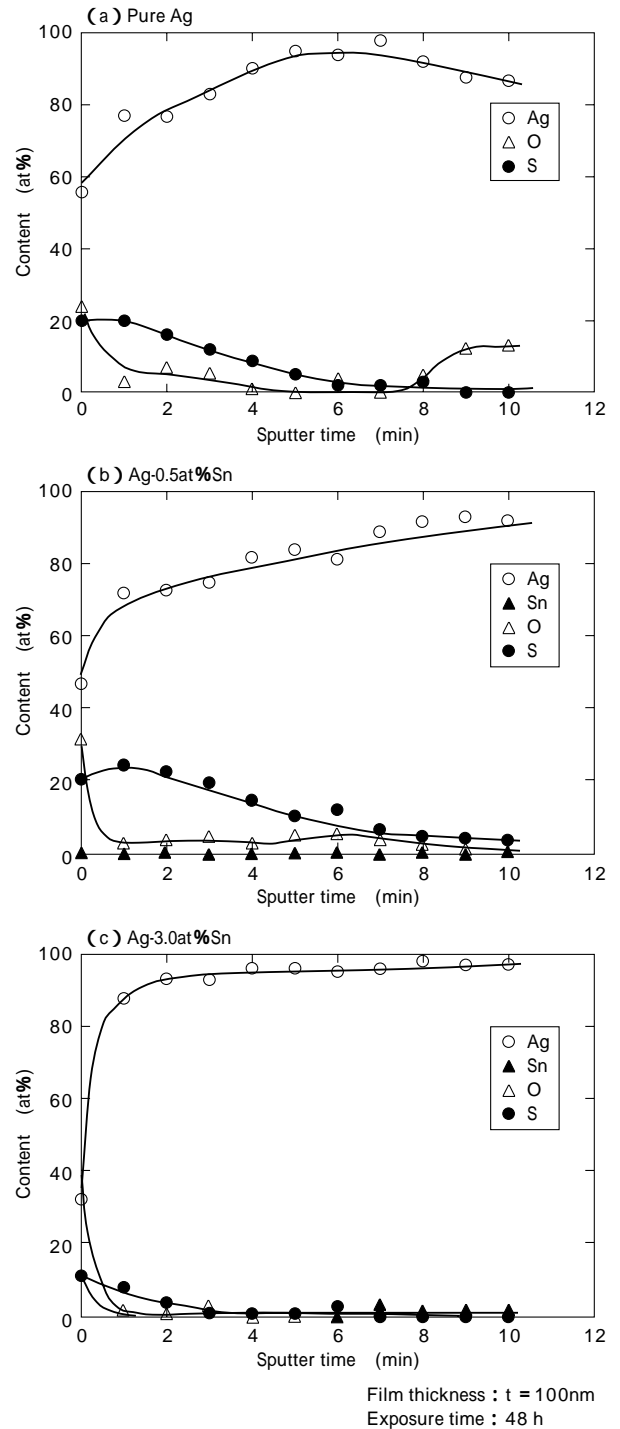 (a) Pure Ag
100
80
60
40
20
0
Content (at%)
Ag
O
S
0 2 4 6 8 10 12
Sputter time (min)
(b) Ag-0.5at%Sn
100
80
60
40
20
0
Content (at%)
Ag
Sn
O
S
0 2 4 6 8 10 12
Sputter time (min)
(c) Ag-3.0at%Sn
100
80
60
40
20
0
Content (at%)
Ag
Sn
O
S
0 2 4 6 8 10 12
Sputter time (min)
Film thickness : t = 100nm
Exposure time : 48 h